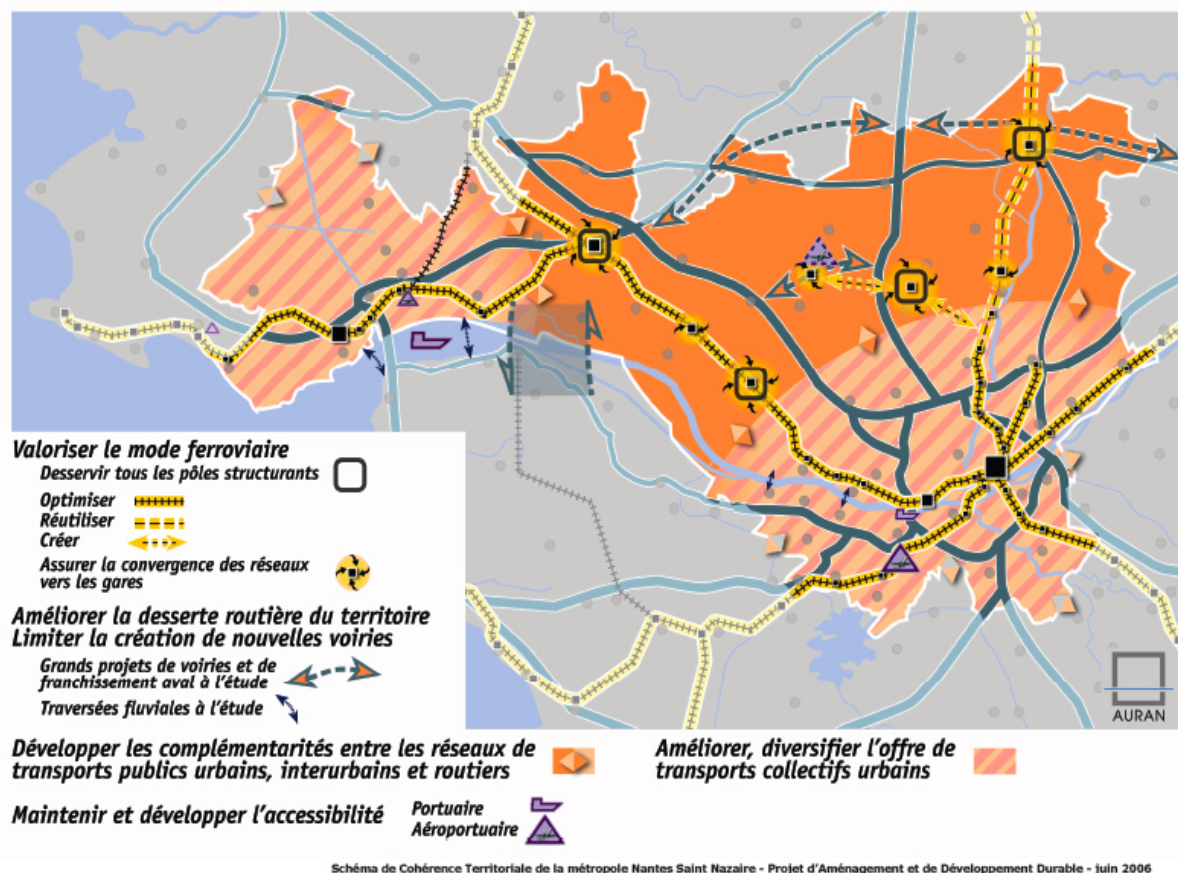 Valoriser le mode ferroviaire
Desservir tous les pôles structurants
Optimiser
Réutiliser
Créer
Assurer la convergence des réseaux
vers les gares
Améliorer la desserte routière du territoire
Limiter la création de nouvelles voiries
Grands projets de voiries et de
franchissement aval à l'étude
Traversées fluviales à l'étude
AURAN
Développer les complémentarités entre les réseaux de
transports publics urbains, interurbains et routiers
Améliorer, diversifier l'offre de
transports collectifs urbains
Maintenir et développer l'accessibilité
Portuaire
Aéroportuaire
Schéma de Cohérence Territoriale de la métropole Nantes Saint Nazaire - Projet d'Aménagement et de Développement Durable - juin 2006